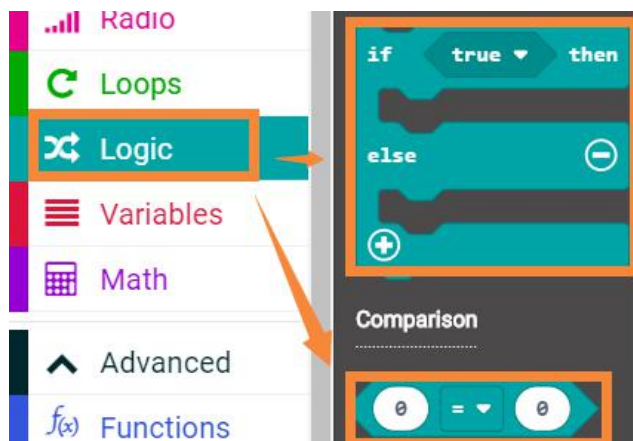 Radio
Loops
Logic
Variables
Math
Advanced
f(x) Functions
if true then
else
Comparison
0 = 0